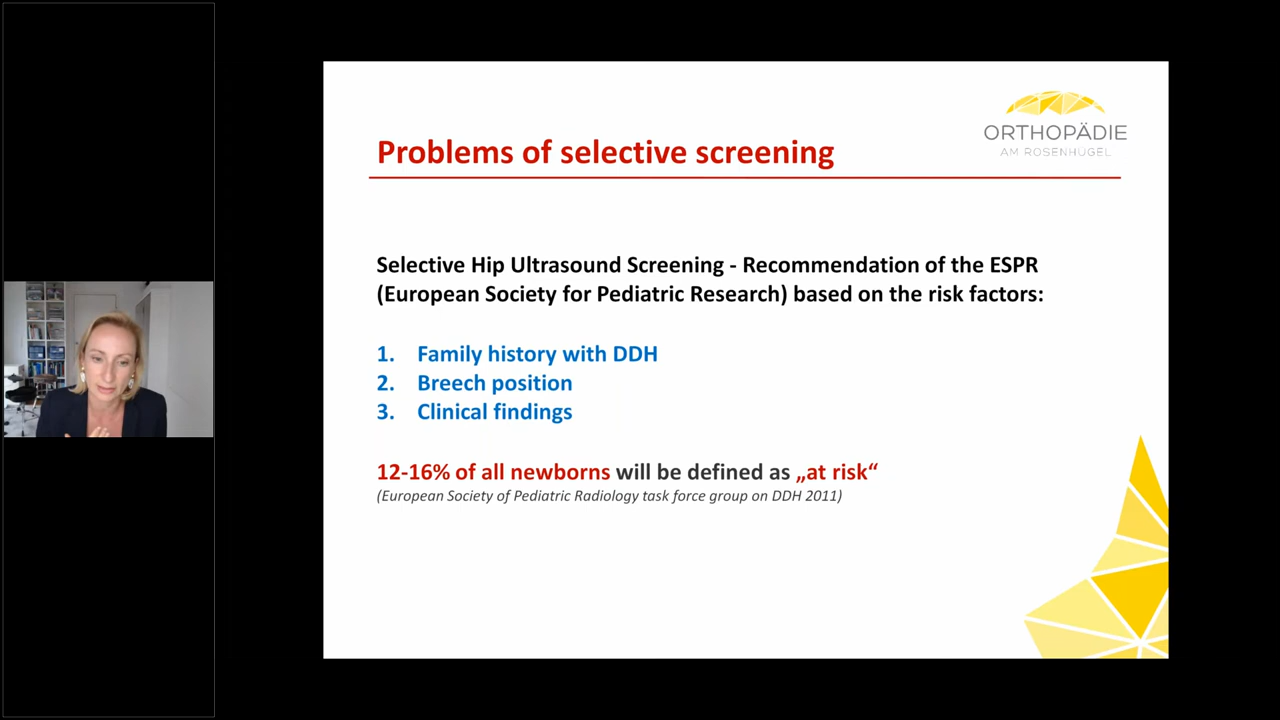 ORTHOPÄDIE
AM ROSENHÜGEL
Problems of selective screening
Selective Hip Ultrasound Screening - Recommendation of the ESPR
(European Society for Pediatric Research) based on the risk factors:
1. Family history with DDH
2. Breech position
3. Clinical findings
12-16% of all newborns will be defined as „at risk“
(European Society of Pediatric Radiology task force group on DDH 2011)